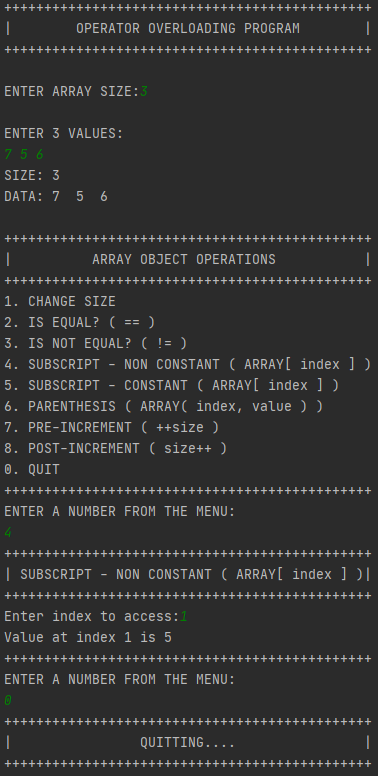 ++++++++++++++++++++++++++++++++++++++++++++++
|        OPERATOR OVERLOADING PROGRAM        |
++++++++++++++++++++++++++++++++++++++++++++++
ENTER ARRAY SIZE:3
ENTER 3 VALUES:
7 5 6
SIZE: 3
DATA: 7  5  6
++++++++++++++++++++++++++++++++++++++++++++++
|          ARRAY OBJECT OPERATIONS           |
++++++++++++++++++++++++++++++++++++++++++++++
1. CHANGE SIZE
2. IS EQUAL? ( == )
3. IS NOT EQUAL? ( != )
4. SUBSCRIPT - NON CONSTANT ( ARRAY[ index ] )
5. SUBSCRIPT - CONSTANT ( ARRAY[ index ] )
6. PARENTHESIS ( ARRAY( index, value ) )
7. PRE-INCREMENT ( ++size )
8. POST-INCREMENT ( size++ )
0. QUIT
++++++++++++++++++++++++++++++++++++++++++++++
ENTER A NUMBER FROM THE MENU:
4
++++++++++++++++++++++++++++++++++++++++++++++
| SUBSCRIPT - NON CONSTANT ( ARRAY[ index ] )|
++++++++++++++++++++++++++++++++++++++++++++++
Enter index to access:1
Value at index 1 is 5
++++++++++++++++++++++++++++++++++++++++++++++
ENTER A NUMBER FROM THE MENU:
0
++++++++++++++++++++++++++++++++++++++++++++++
|                QUITTING....                |
++++++++++++++++++++++++++++++++++++++++++++++